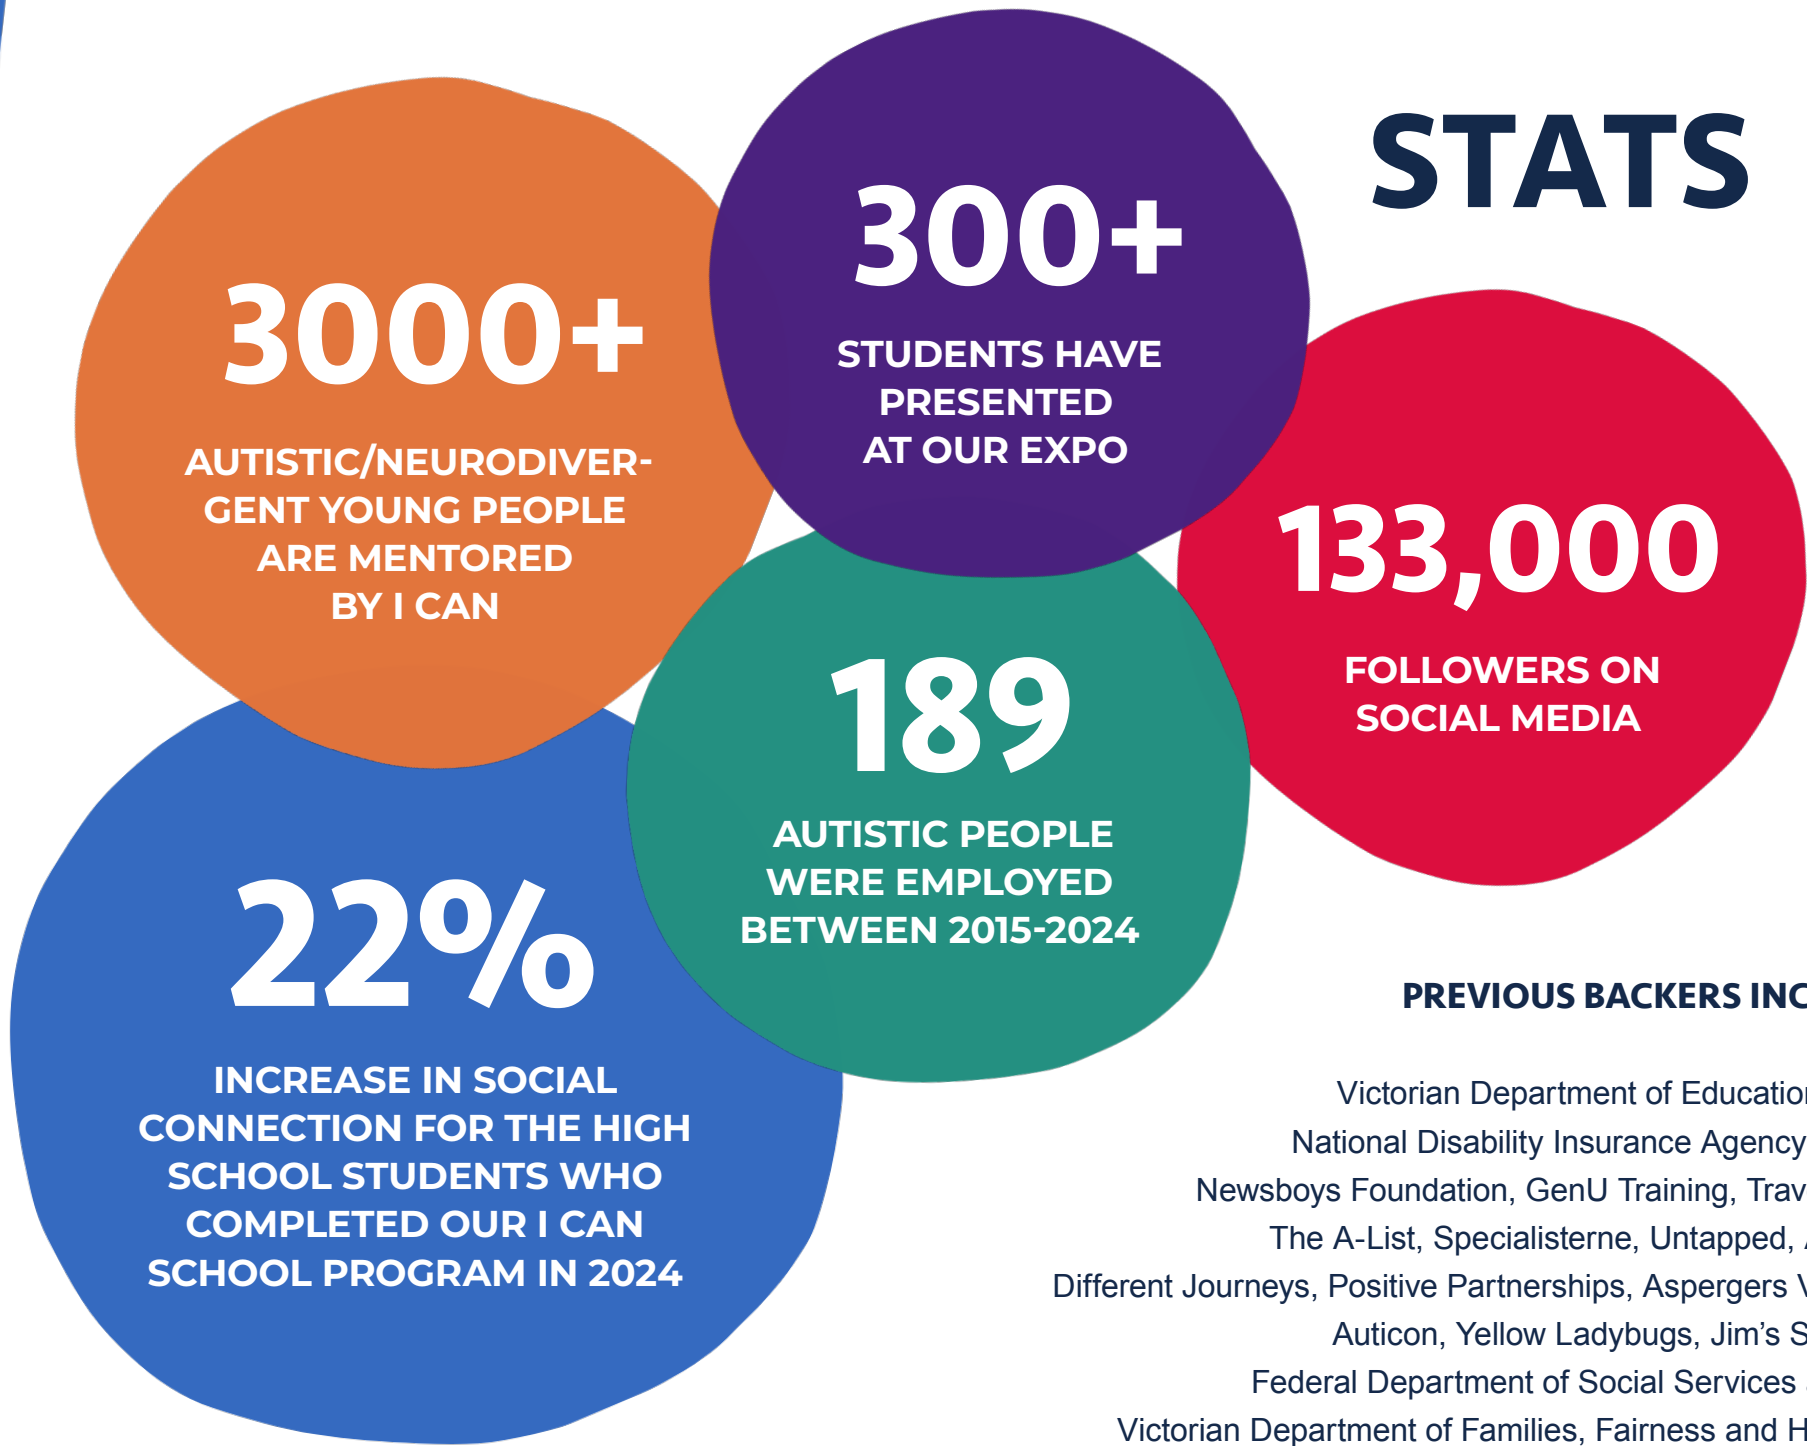 STATS
3000+
AUTISTIC/NEURODIVER-
GENT YOUNG PEOPLE
ARE MENTORED
BY I CAN
300+
STUDENTS HAVE
PRESENTED
AT OUR EXPO
133,000
FOLLOWERS ON
SOCIAL MEDIA
189
AUTISTIC PEOPLE
WERE EMPLOYED
BETWEEN 2015-2024
22%
INCREASE IN SOCIAL
CONNECTION FOR THE HIGH
SCHOOL STUDENTS WHO
COMPLETED OUR I CAN
SCHOOL PROGRAM IN 2024
PREVIOUS BACKERS
Victorian Department of
National Disability Insurance Agency
Newsboys Foundation, GenU Training,
The A-List, Specialisterne, Untapped,
Different Journeys, Positive Partnerships, Aspergers
Auticon, Yellow Ladybugs, Jim's
Federal Department of Social Services
Victorian Department of Families, Fairness and